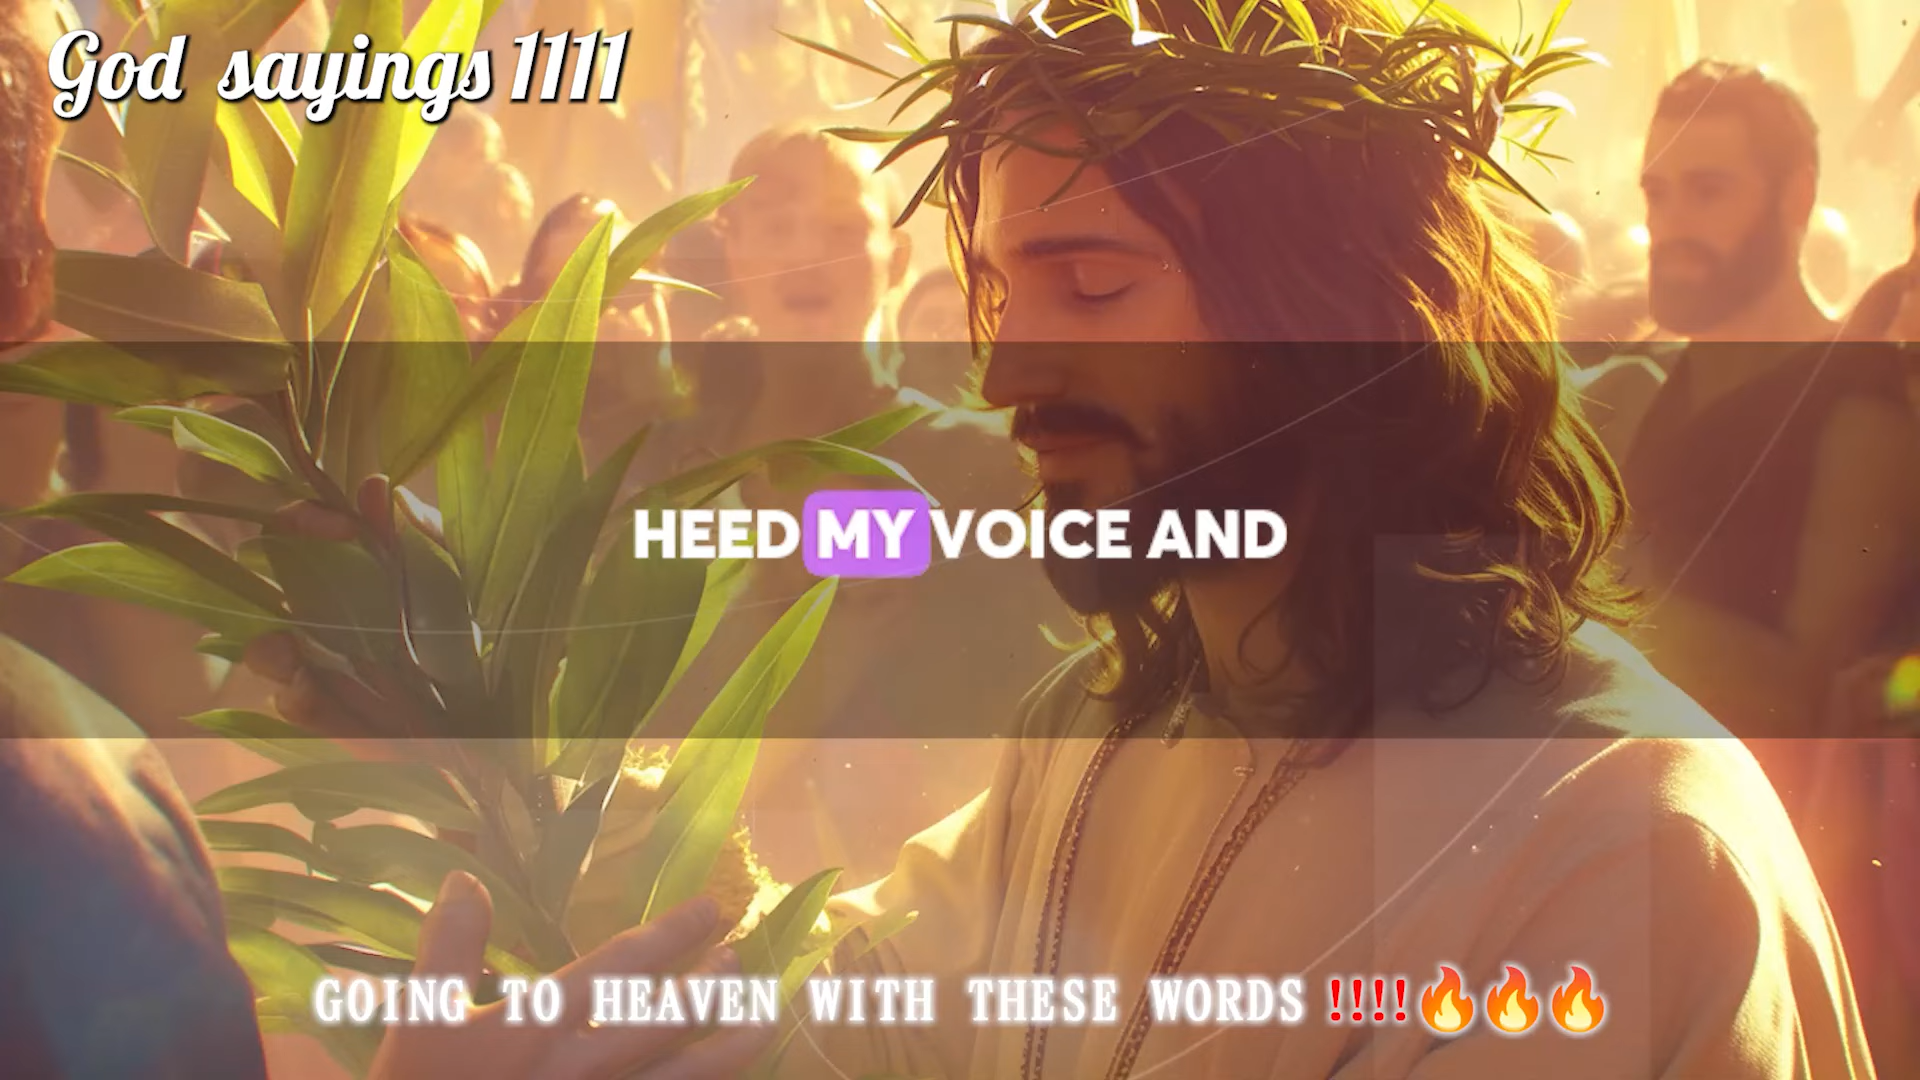 God sayings 1111
HEED MY VOICE AND
GOING TO HEAVEN WITH THESE WORDS !!!!🔥🔥🔥